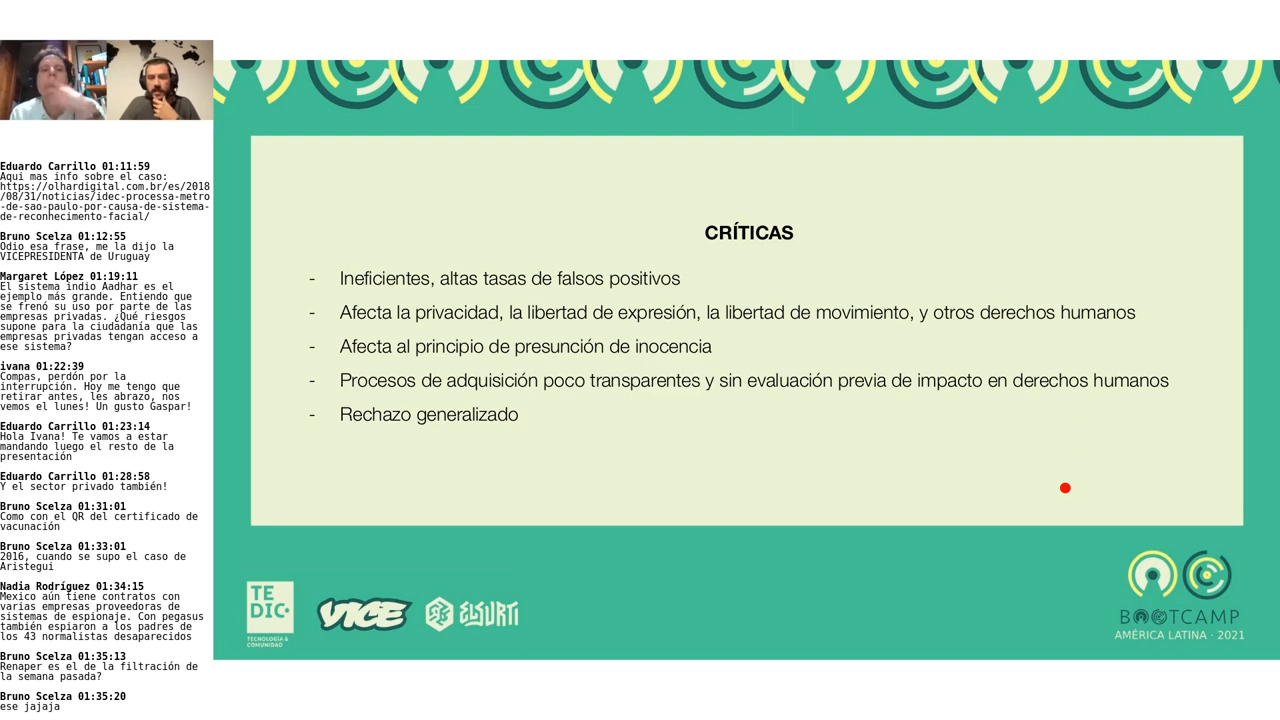 Eduardo Carrillo 01:11:59
Aqui mas info sobre el caso:
https://olhardigital.com.br/es/2018
/08/31/noticias/idec-processa-metro
-de-sao-paulo-por-causa-de-sistema-
de-reconhecimento-facial/
Bruno Scelza 01:12:55
Odio esa frase, me la dijo la
VICEPRESIDENTA de Uruguay
Margaret López 01:19:11
El sistema indio Aadhar es el
ejemplo más grande. Entiendo que
se frenó su uso por parte de las
empresas privadas. ¿Qué riesgos
supone para la ciudadanía que las
empresas privadas tengan acceso a
ese sistema?
ivana 01:22:39
Compas, perdón por la
interrupción. Hoy me tengo que
retirar antes, les abrazo, nos
vemos el lunes! Un gusto Gaspar!
Eduardo Carrillo 01:23:14
Hola Ivana! Te vamos a estar
mandando luego el resto de la
presentación
Eduardo Carrillo 01:28:58
Y el sector privado también!
Bruno Scelza 01:31:01
Como con el QR del certificado de
vacunación
Bruno Scelza 01:33:01
2016, cuando se supo el caso de
Aristegui
Nadia Rodríguez 01:34:15
Mexico aún tiene contratos con
varias empresas proveedoras de
sistemas de espionaje. Con pegasus
también espiaron a los padres de
los 43 normalistas desaparecidos
Bruno Scelza 01:35:13
Renaper es el de la filtración de
la semana pasada?
Bruno Scelza 01:35:20
ese jajaja
CRÍTICAS
- Ineficientes, altas tasas de falsos positivos
- Afecta la privacidad, la libertad de expresión, la libertad de movimiento, y otros derechos humanos
- Afecta al principio de presunción de inocencia
- Procesos de adquisición poco transparentes y sin evaluación previa de impacto en derechos humanos
- Rechazo generalizado
TE
DIC
TECNOLOGÍA &
COMUNIDAD
VICE
ELSURTI
BOOTCAMP
AMÉRICA LATINA · 2021